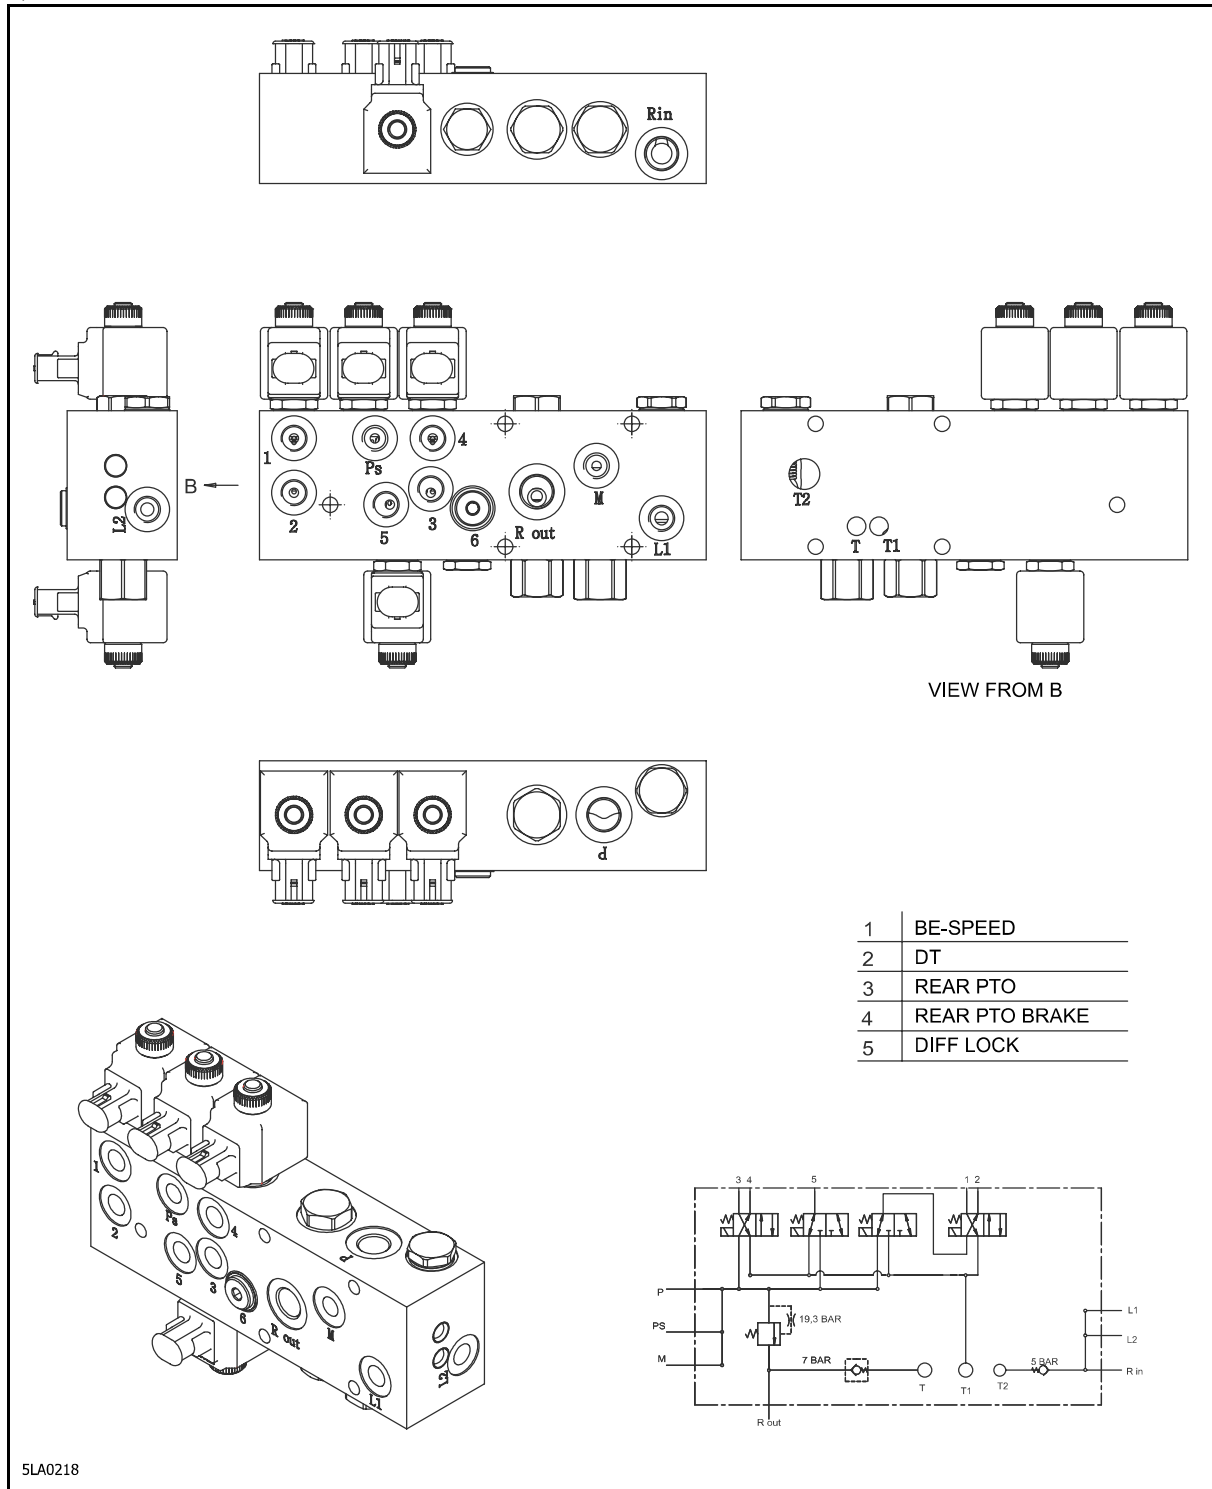 Rin
B
L2
1
Ps
4
2
5
3
6
R out
M
L1
T2
T
T1
VIEW FROM B
d
1 BE-SPEED
2 DT
3 REAR PTO
4 REAR PTO BRAKE
5 DIFF LOCK
1
2
Ps
4
5
3
6
R out
M
d
L2
L1
3 4 5 1 2
P
19,3 BAR
PS
M
7 BAR
T
T1
T2
5 BAR
L1
L2
R in
R out
5LA0218